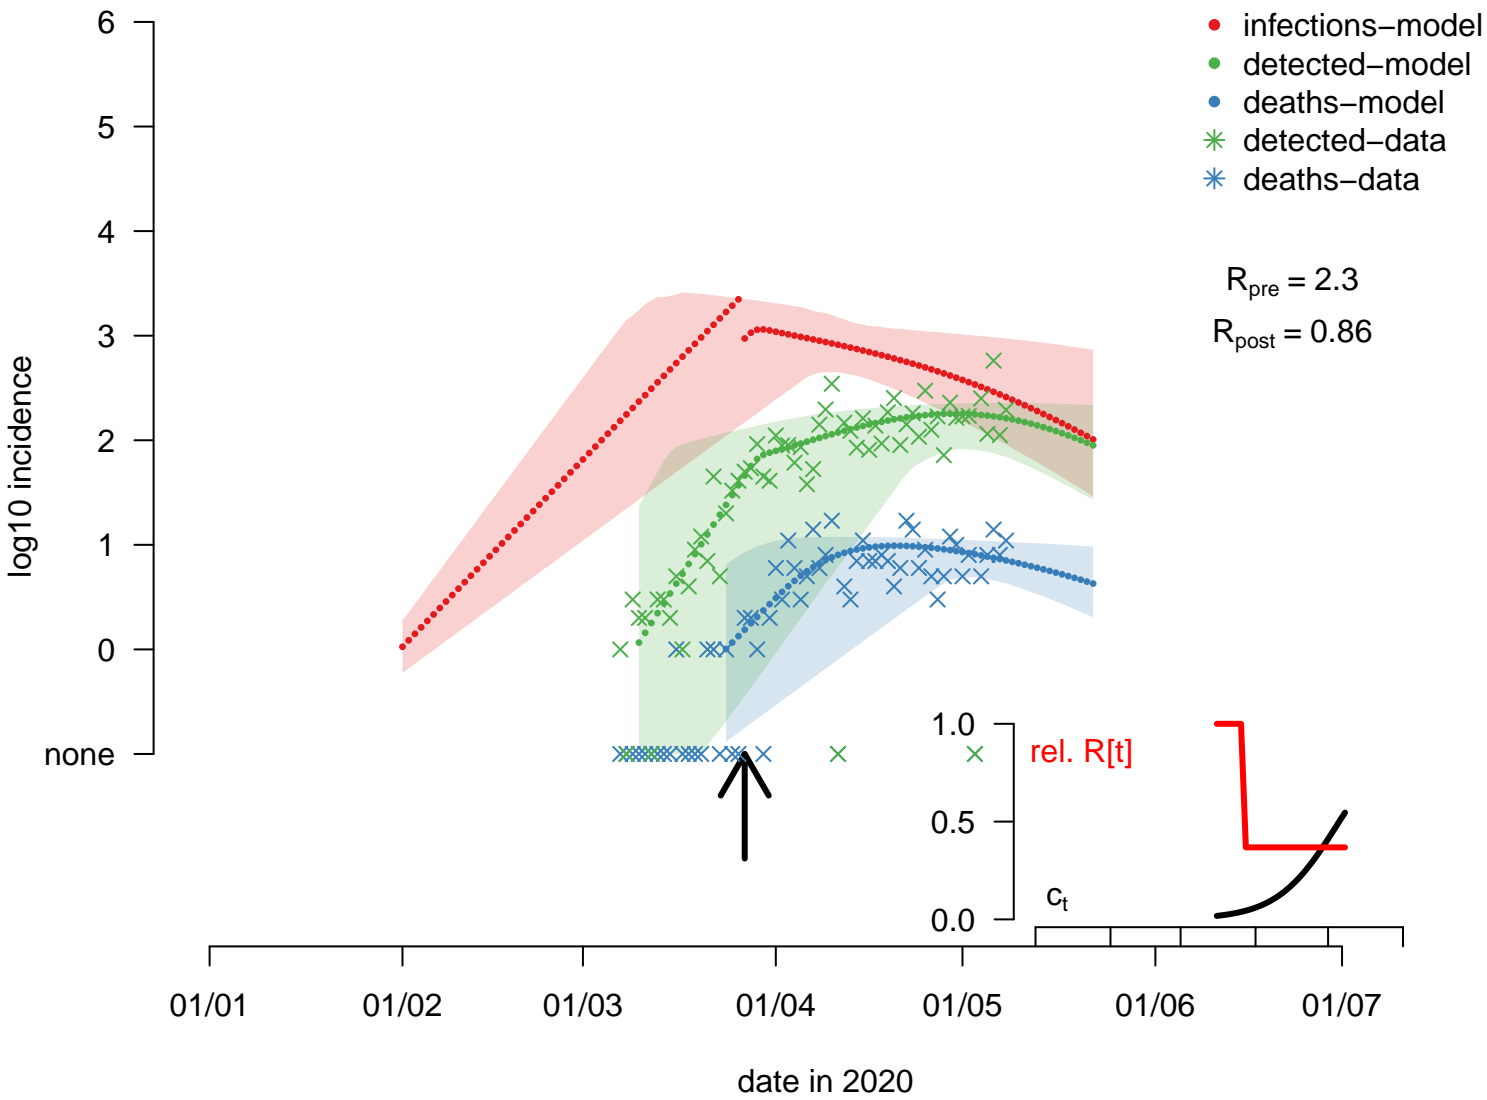 infections−model
detected−model
deaths−model
detected−data
deaths−data
Rpre = 2.3
Rpost = 0.86
log10 incidence
6
5
4
3
2
1
0
none
1.0
0.5
0.0
rel. R[t]
ct
01/01 01/02 01/03 01/04 01/05 01/06 01/07
date in 2020